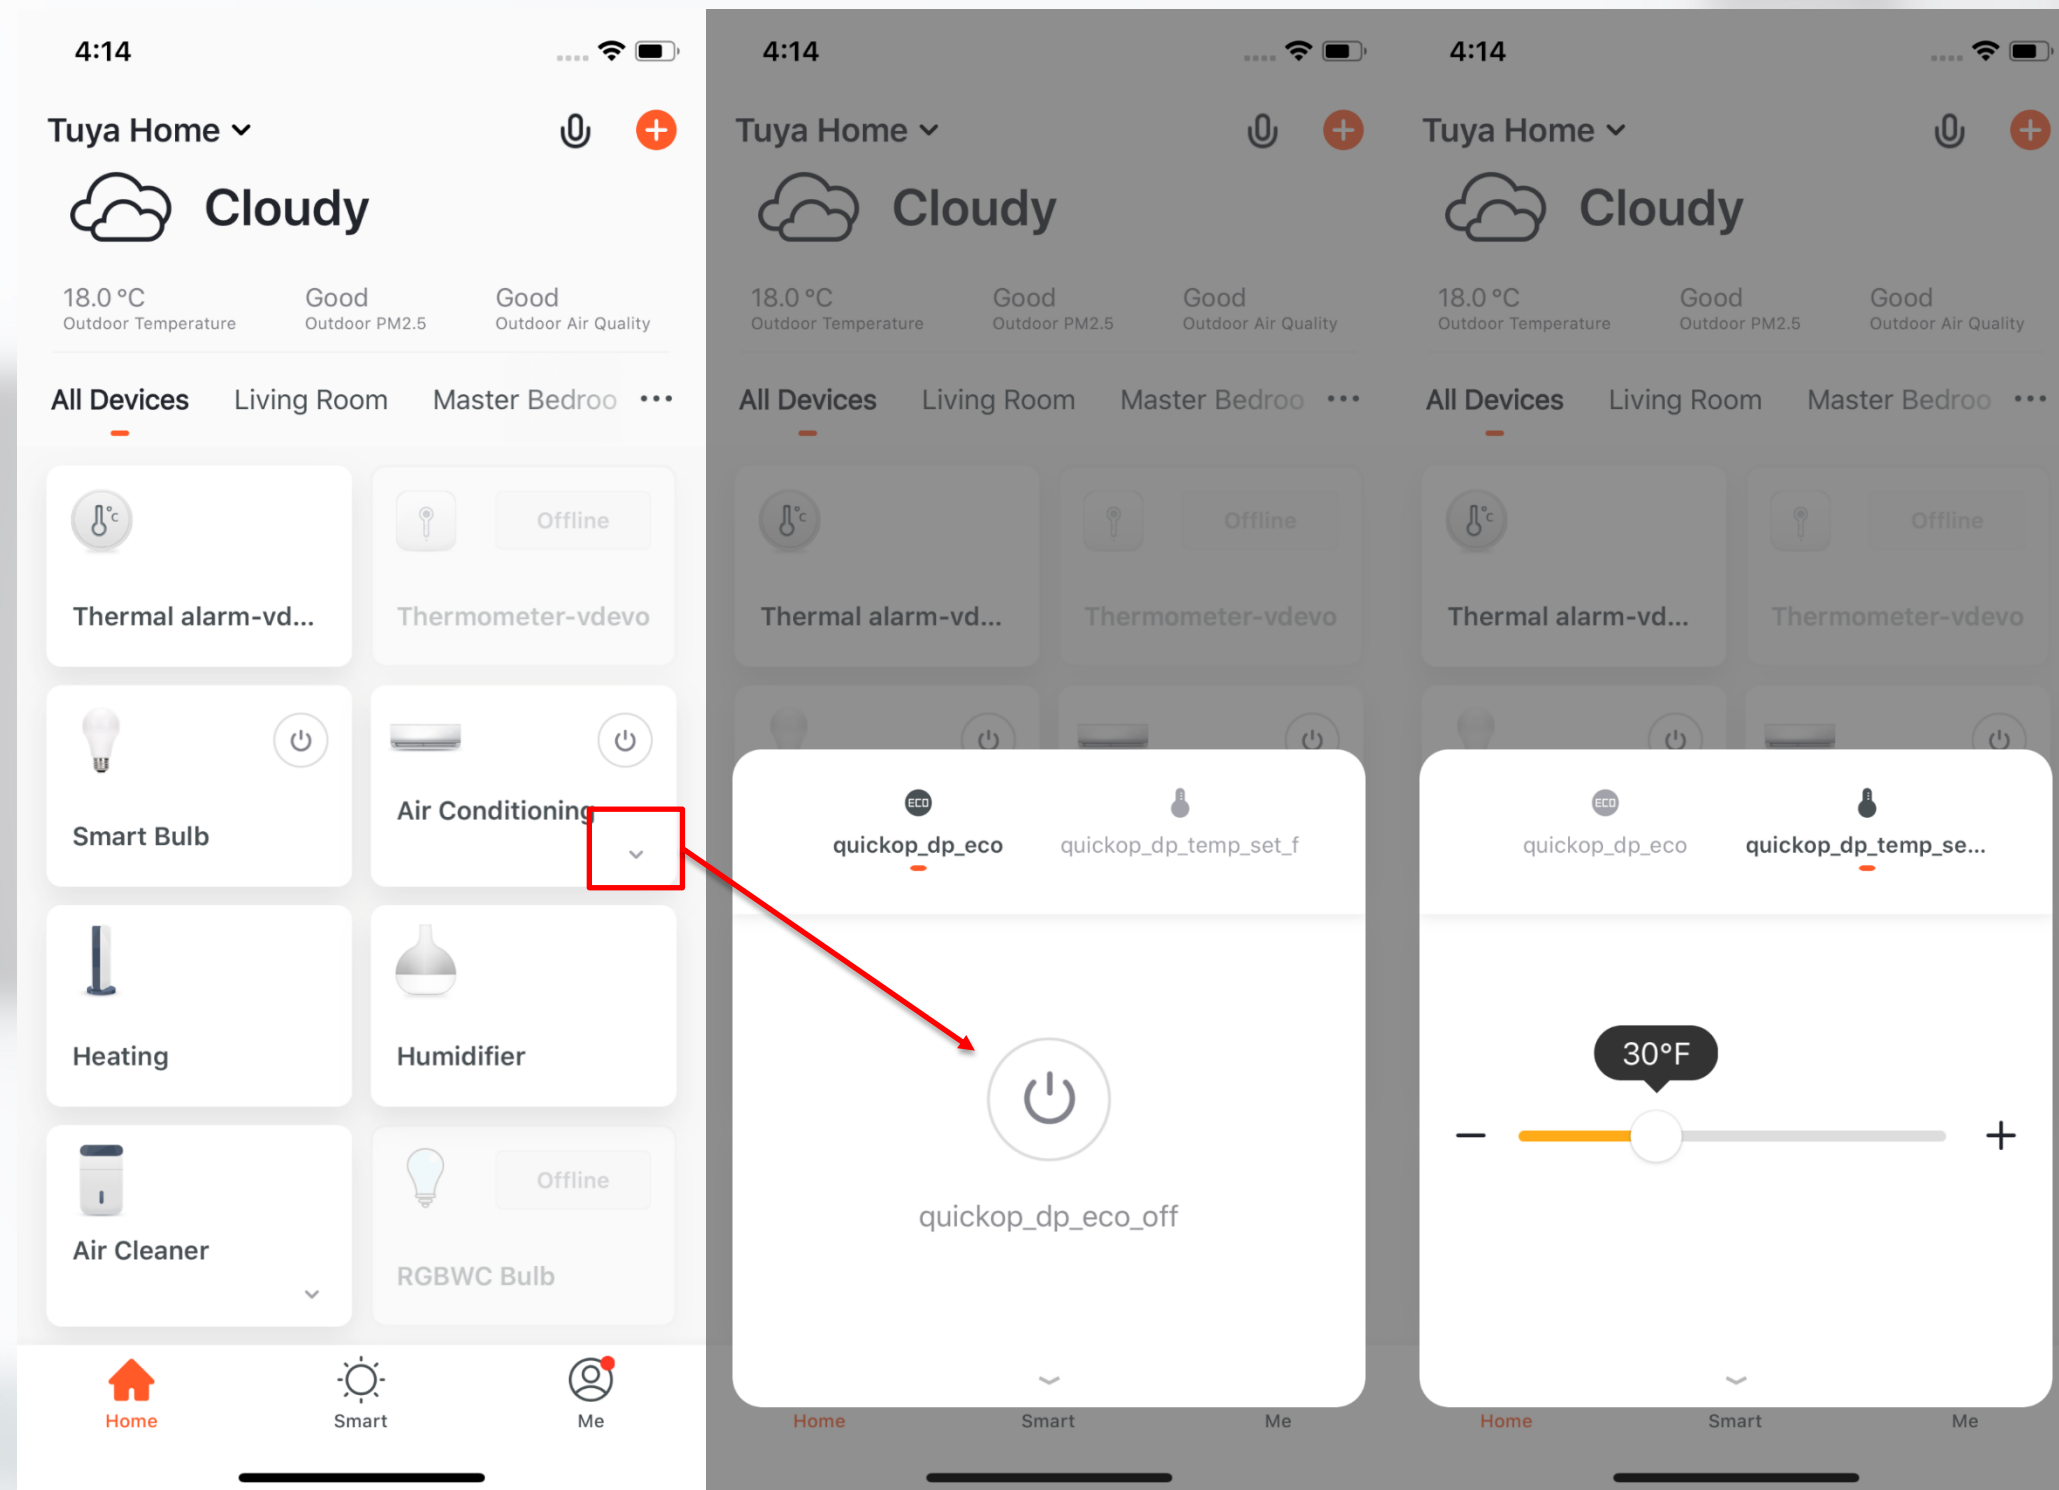 4:14
Tuya Home
Cloudy
18.0 °C Good Good
Outdoor Temperature Outdoor PM2.5 Outdoor Air Quality
All Devices Living Room Master Bedroo
°c
Offline
Thermal alarm-vd... Thermometer-vdevo
Smart Bulb
Air Conditioning
Heating Humidifier
Offline
Air Cleaner
RGBWC Bulb
Home Smart Me
4:14
Tuya Home
Cloudy
18.0 °C Good Good
Outdoor Temperature Outdoor PM2.5 Outdoor Air Quality
All Devices Living Room Master Bedroo
°c
Offline
Thermal alarm-vd... Thermometer-vdevo
ECO
quickop_dp_eco quickop_dp_temp_set_f
quickop_dp_eco_off
Home Smart Me
4:14
Tuya Home
Cloudy
18.0 °C Good Good
Outdoor Temperature Outdoor PM2.5 Outdoor Air Quality
All Devices Living Room Master Bedroo
°c
Offline
Thermal alarm-vd... Thermometer-vdevo
ECO
quickop_dp_eco quickop_dp_temp_se...
30°F
Home Smart Me